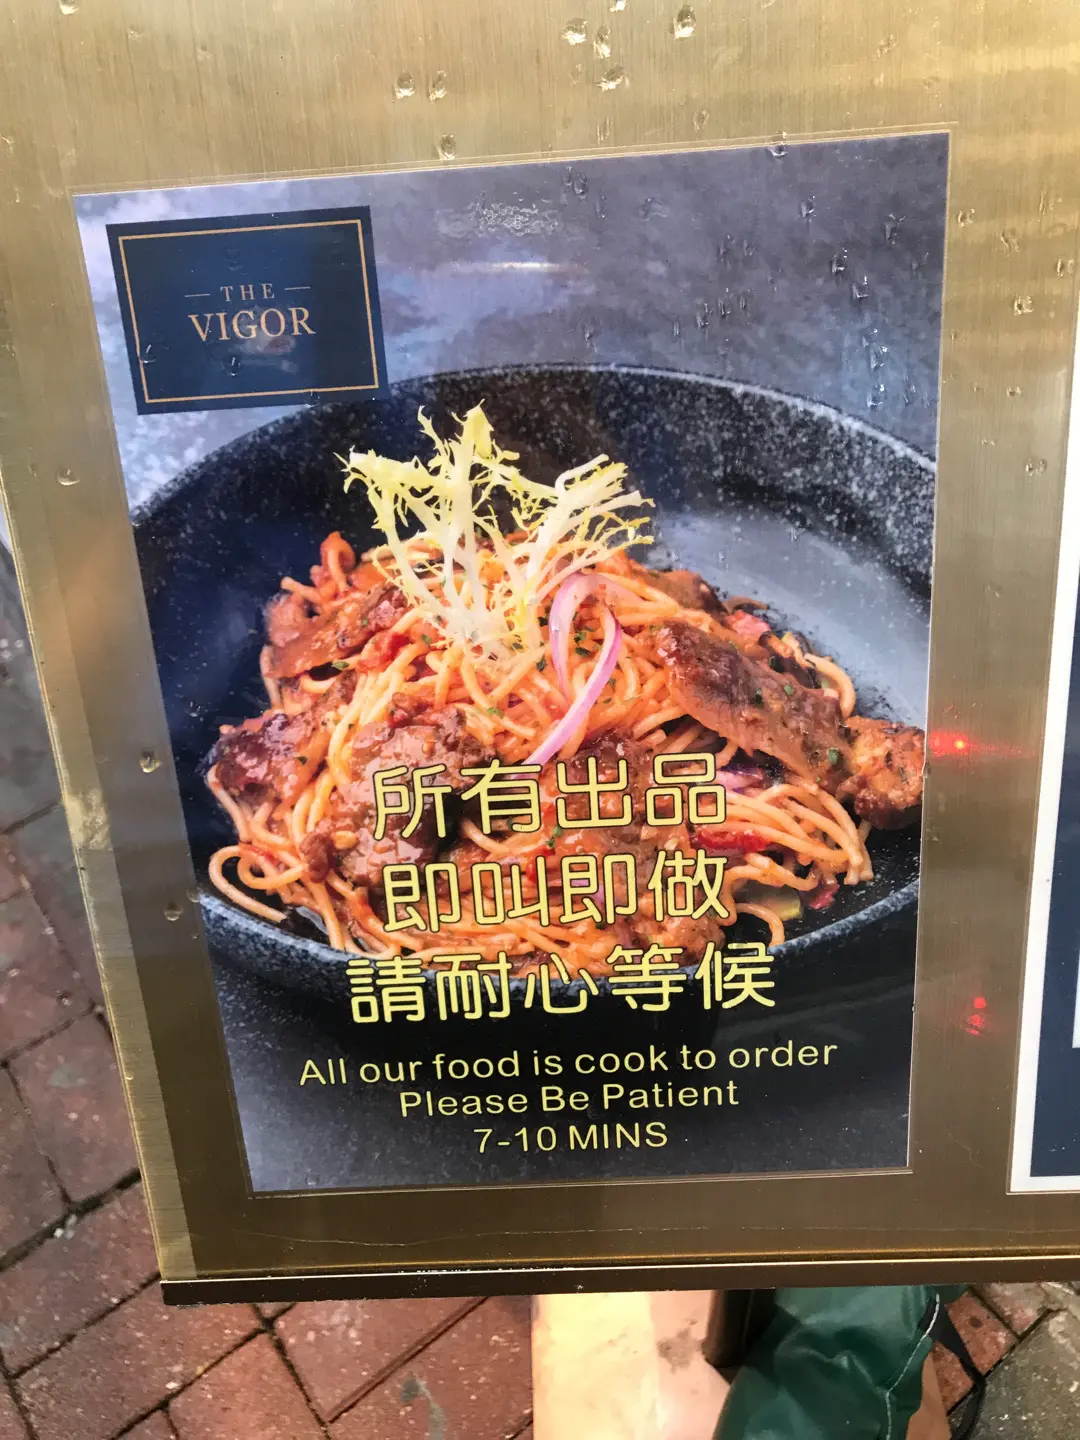 THE
VIGOR
所有出品
即叫即做
請耐心等候
All our food is cook to order
Please Be Patient
7-10 MINS